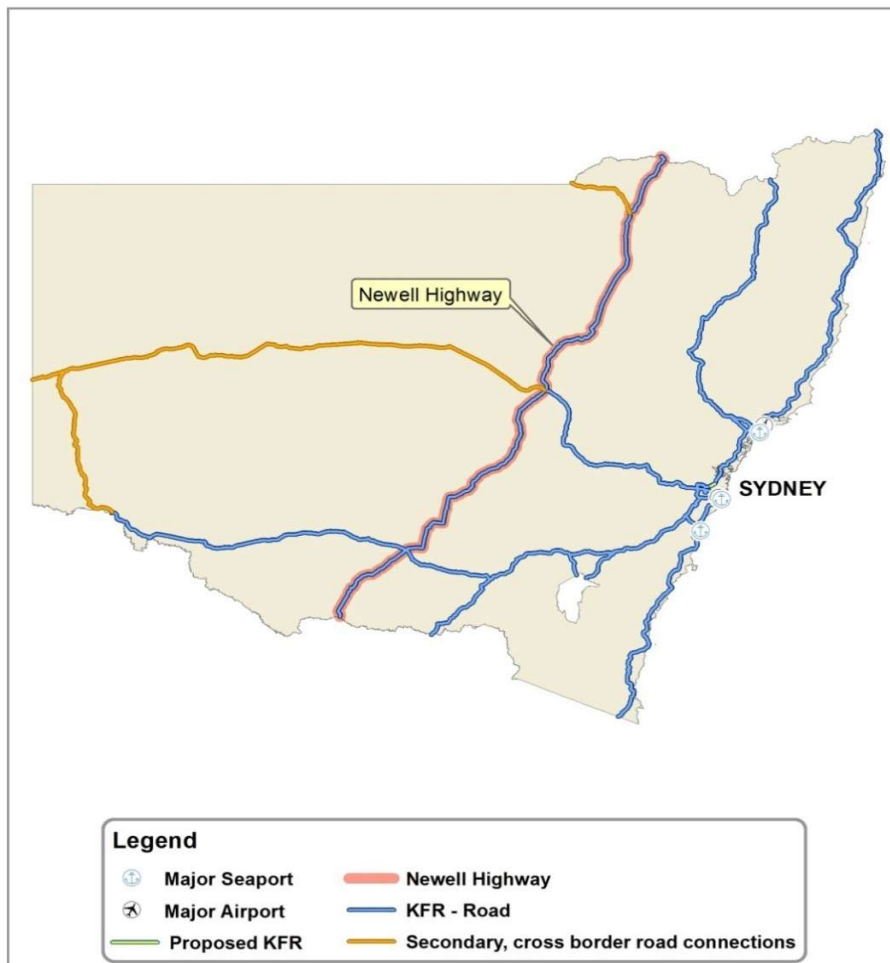 Newell Highway
SYDNEY
Legend
Major Seaport
Newell Highway
Major Airport
KFR - Road
Proposed KFR
Secondary, cross border road connections